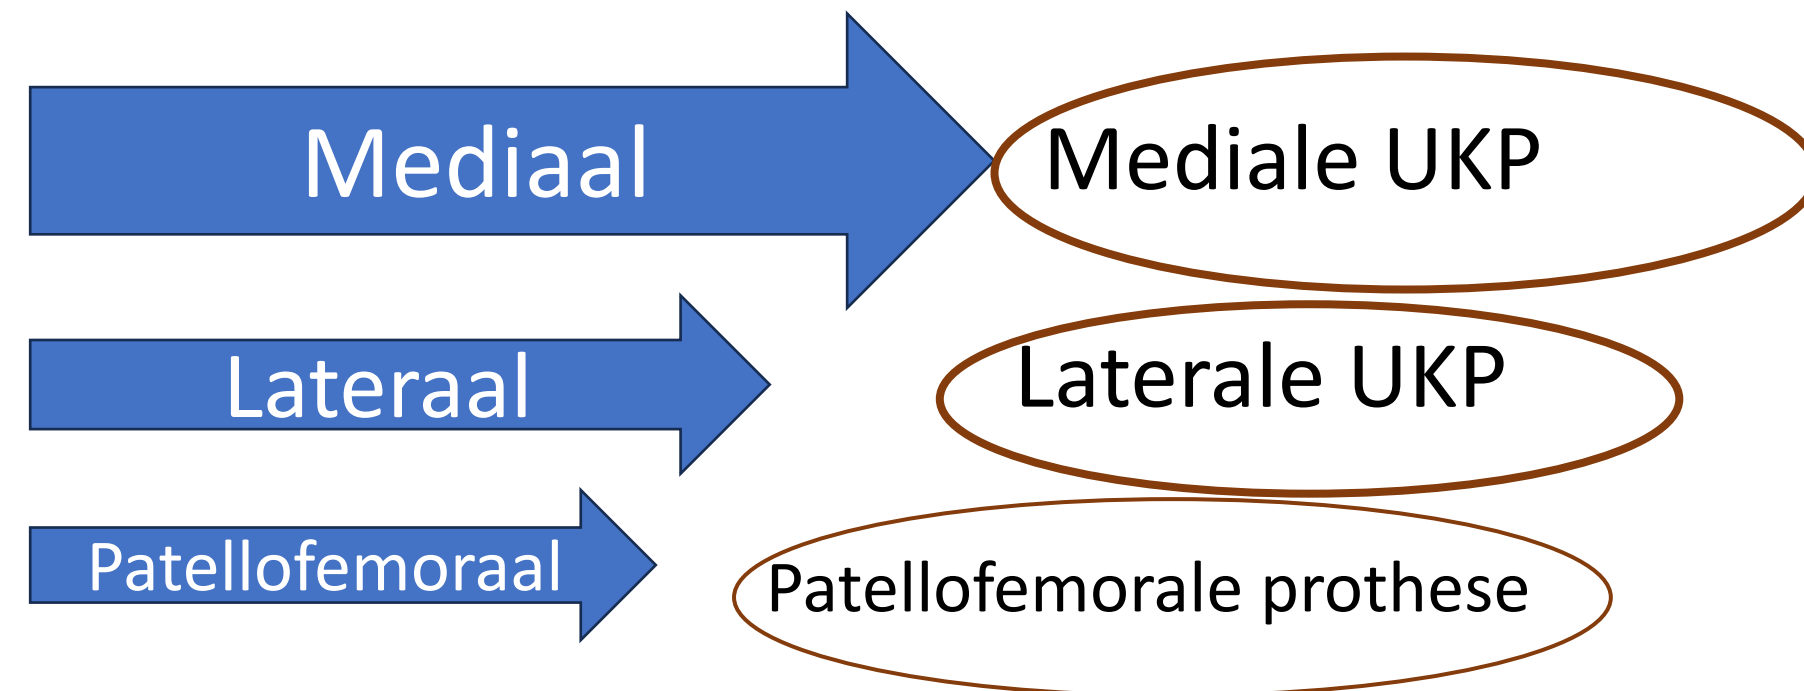 Mediaal
Mediale UKP
Lateraal
Laterale UKP
Patellofemoraal
Patellofemorale prothese